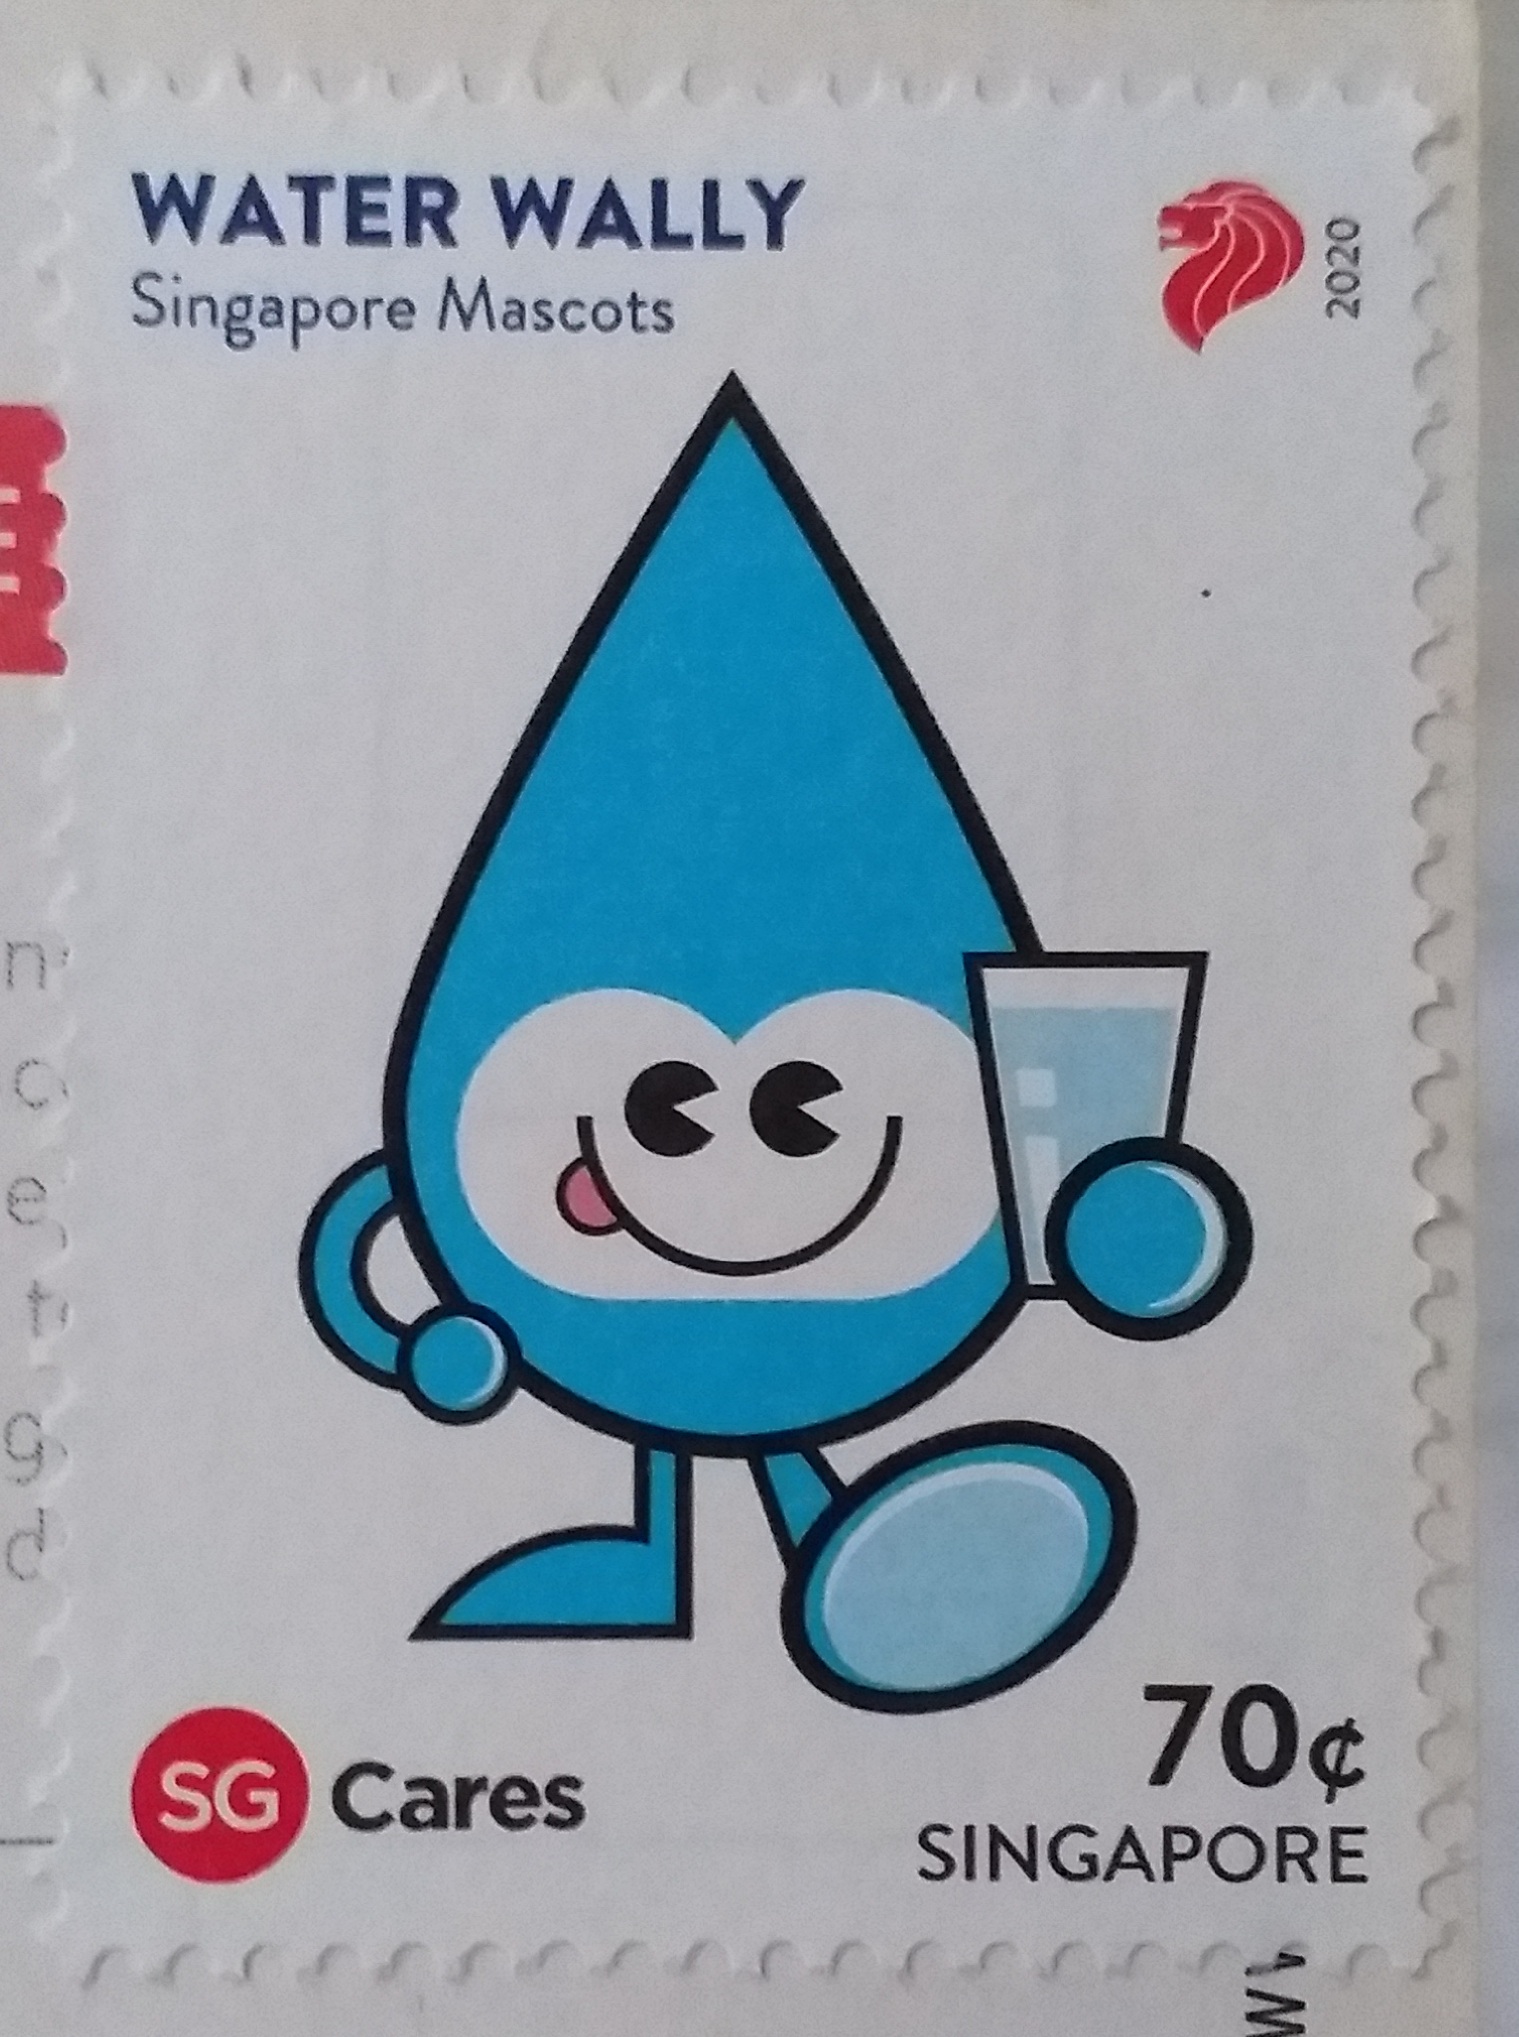 WATER WALLY
Singapore Mascots
2020
SG Cares
70¢
SINGAPORE